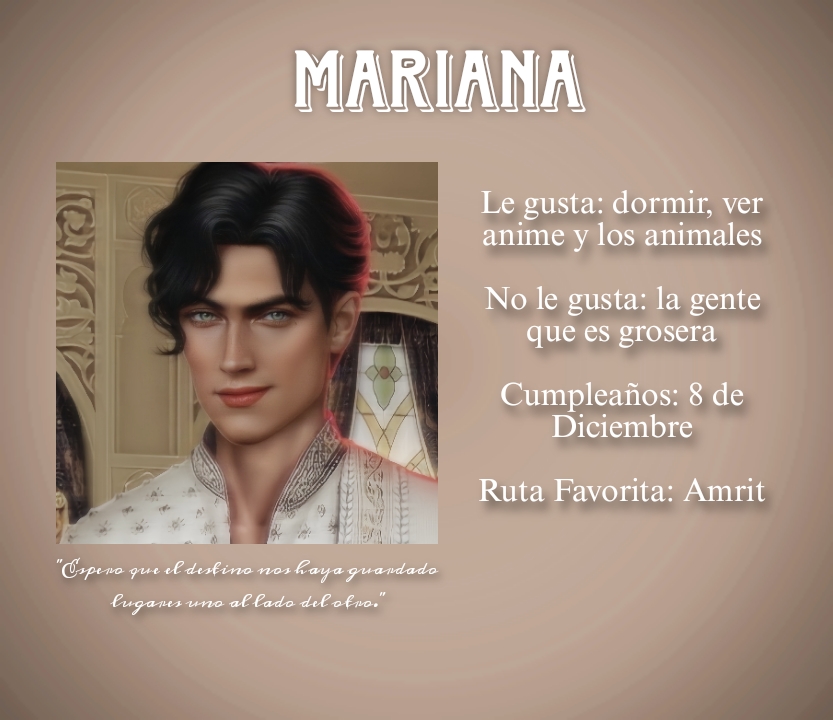 MARIANA
Le gusta: dormir, ver
anime y los animales
No le gusta: la gente
que es grosera
Cumpleaños: 8 de
Diciembre
Ruta Favorita: Amrit
"Espero que el destino nos haya guardado
lugares uno al lado del otro."